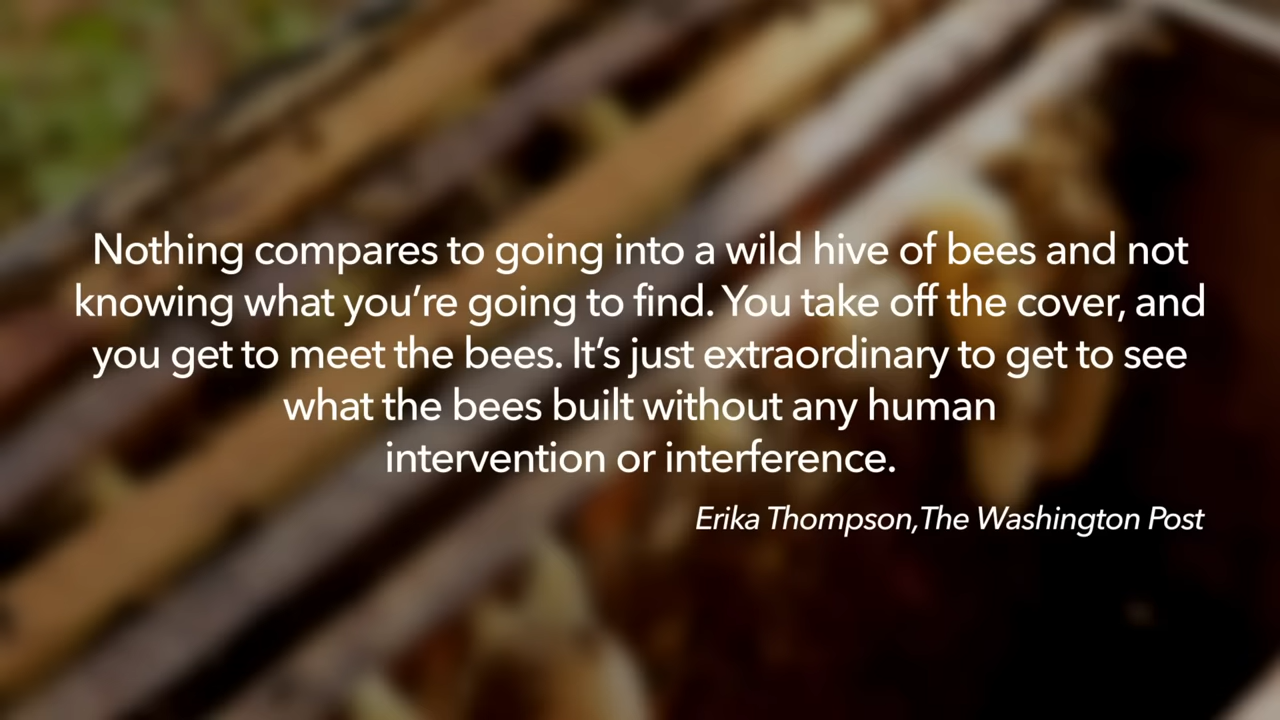 Nothing compares to going into a wild hive of bees and not
knowing what you’re going to find. You take off the cover, and
you get to meet the bees. It’s just extraordinary to get to see
what the bees built without any human
intervention or interference.
Erika Thompson,The Washington Post